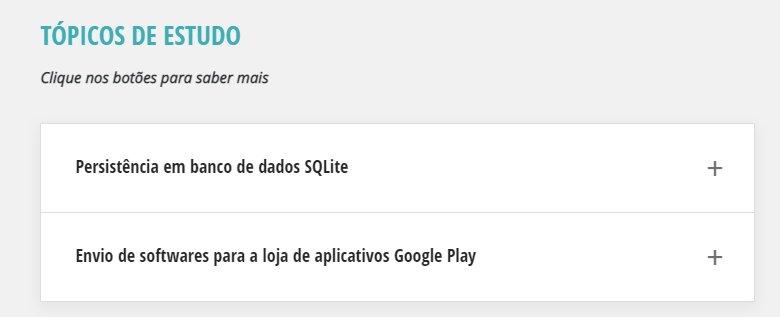 TÓPICOS DE ESTUDO
Clique nos botões para saber mais
Persistência em banco de dados SQLite
Envio de softwares para a loja de aplicativos Google Play